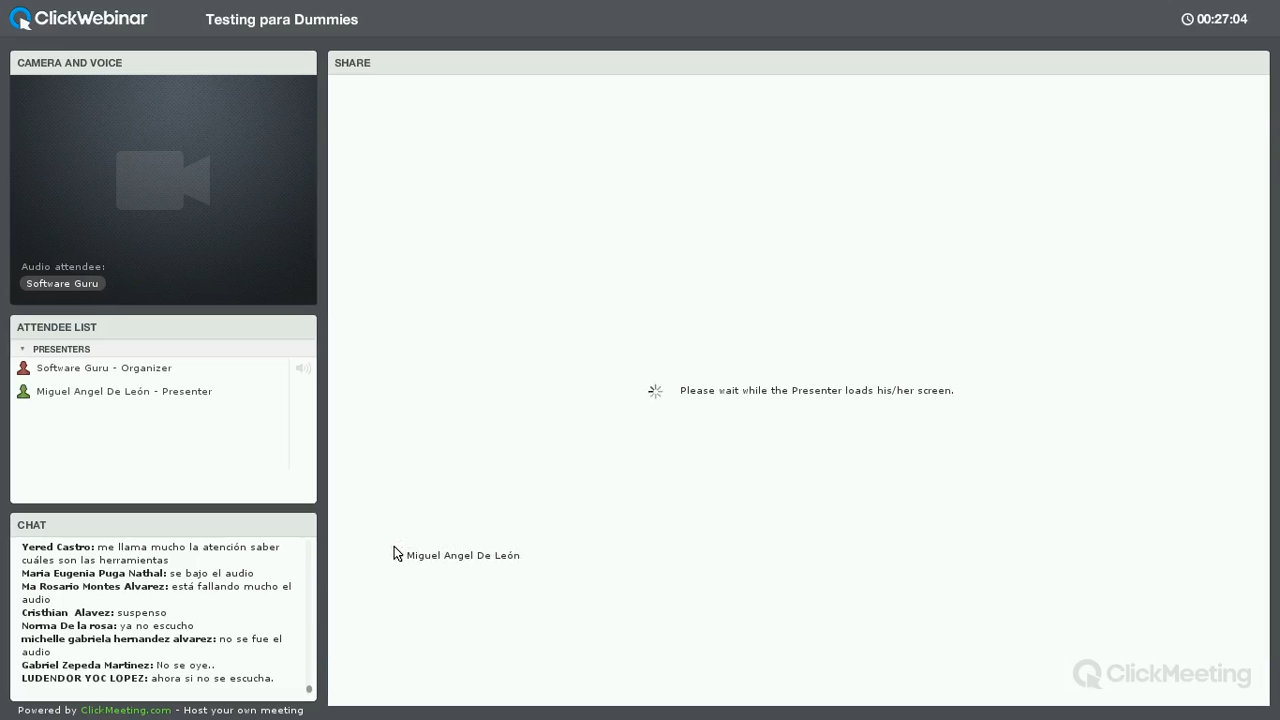 ClickWebinar
Testing para Dummies
00:27:04
CAMERA AND VOICE
Audio attendee:
Software Guru
ATTENDEE LIST
PRESENTERS
Software Guru - Organizer
Miguel Angel De León - Presenter
CHAT
Yered Castro: me llama mucho la atención saber
cuáles son las herramientas
Maria Eugenia Puga Nathal: se bajo el audio
Ma Rosario Montes Alvarez: está fallando mucho el
audio
Cristhian Alavez: suspenso
Norma De la rosa: ya no escucho
michelle gabriela hernandez alvarez: no se fue el
audio
Gabriel Zepeda Martinez: No se oye..
LUDENDOR YOC LOPEZ: ahora si no se escucha.
Powered by ClickMeeting.com - Host your own meeting
SHARE
Please wait while the Presenter loads his/her screen.
Miguel Angel De León
ClickMeeting